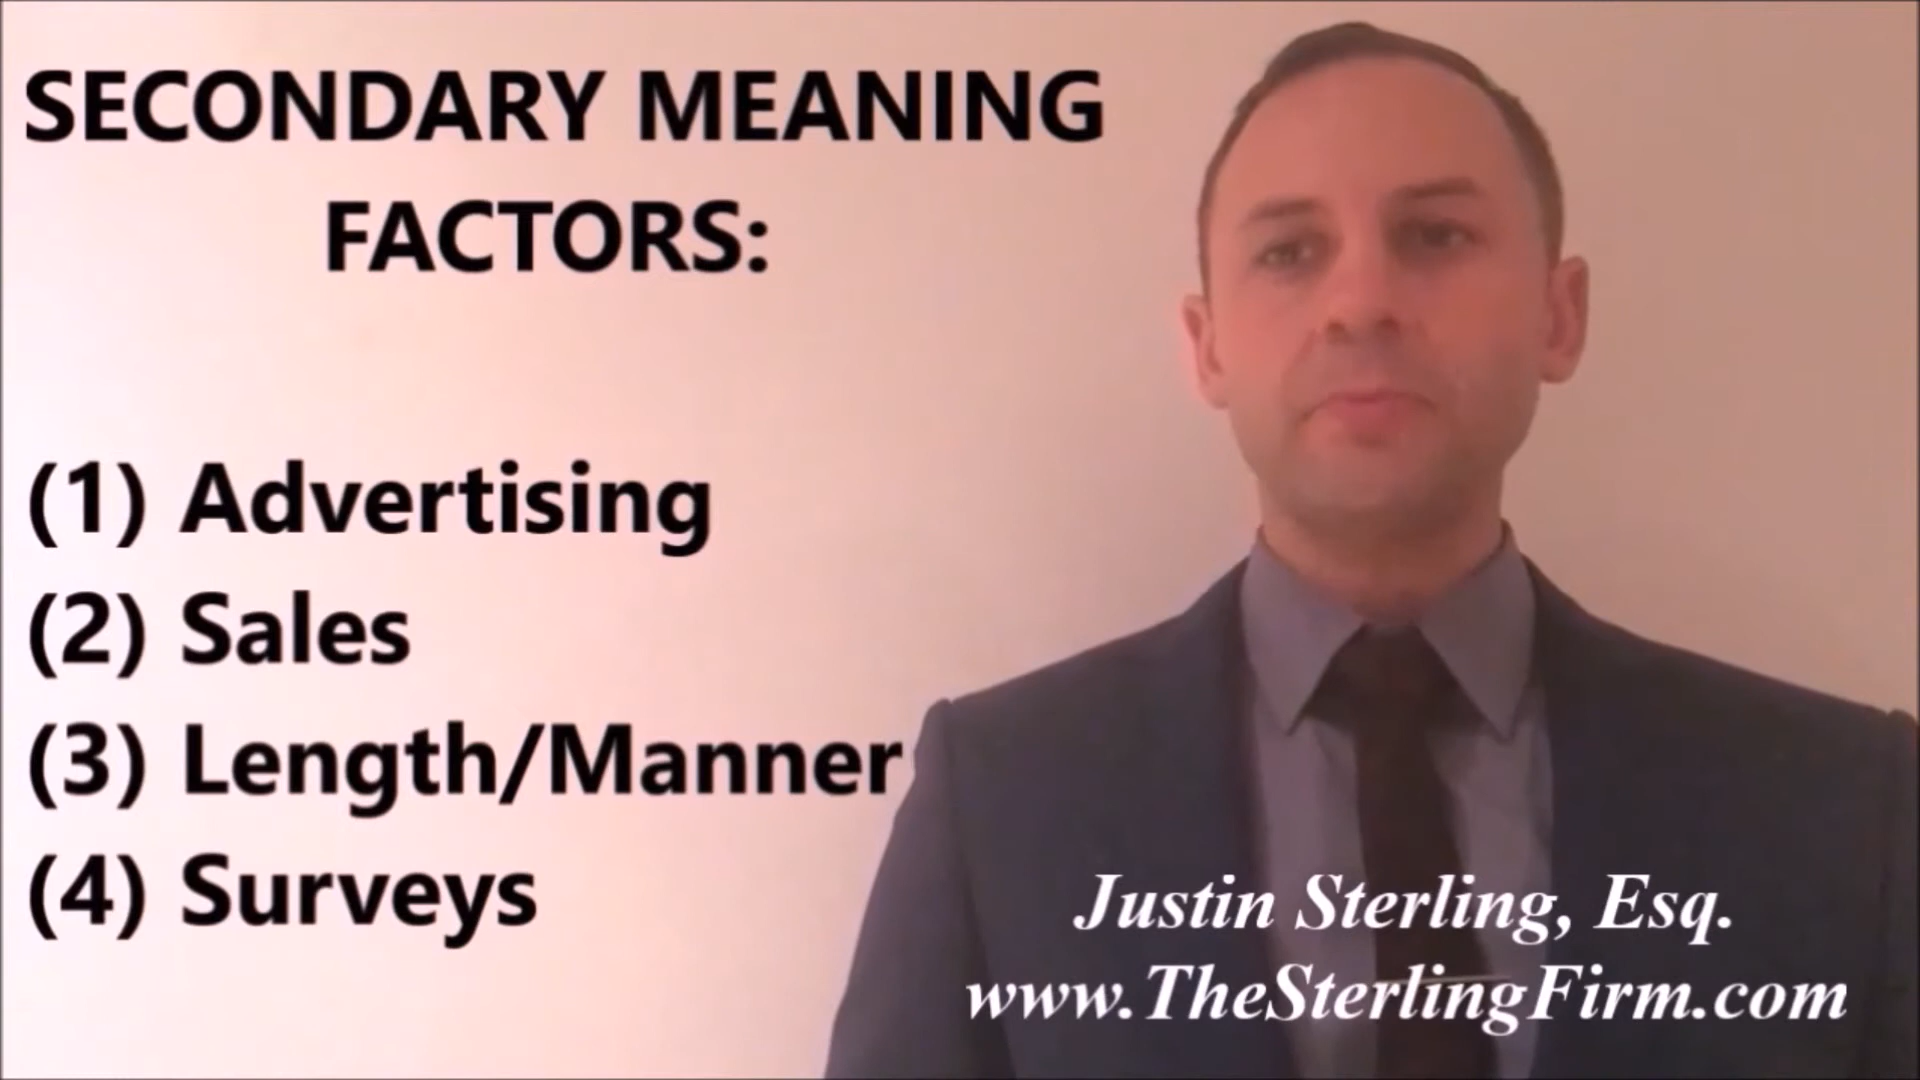 SECONDARY MEANING
FACTORS:
(1) Advertising
(2) Sales
(3) Length/Manner
(4) Surveys
Justin Sterling, Esq.
www.TheSterlingFirm.com